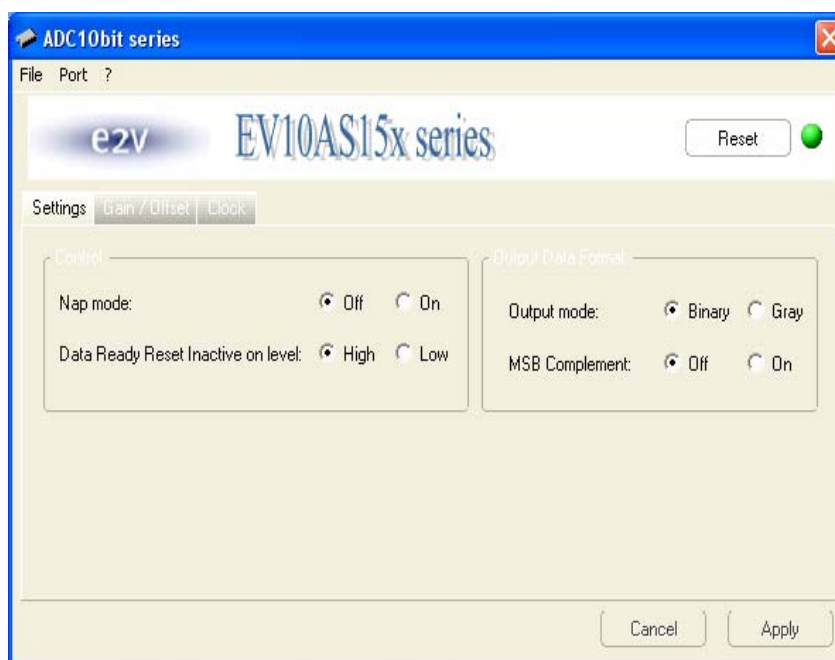 ADC10bit series
File Port ?
e2v EV10AS15x series Reset
Settings Gain / Offset Clock
Control
Nap mode: Off On
Data Ready Reset Inactive on level: High Low
Output Data Format
Output mode: Binary Gray
MSB Complement: Off On
Cancel Apply